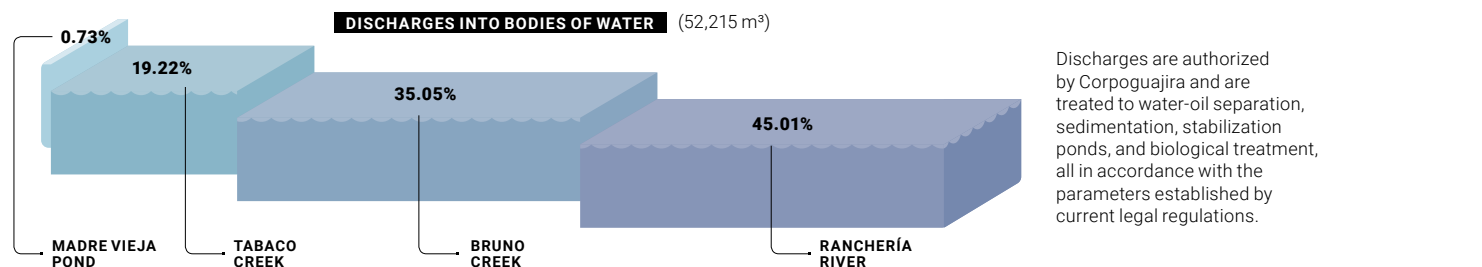 DISCHARGES INTO BODIES OF WATER (52,215 m³)
0.73%
19.22%
35.05%
45.01%
MADRE VIEJA
POND
TABACO
CREEK
BRUNO
CREEK
RANCHERÍA
RIVER
Discharges are authorized
by Corpoguajira and are
treated to water-oil separation,
sedimentation, stabilization
ponds, and biological treatment,
all in accordance with the
parameters established by
current legal regulations.